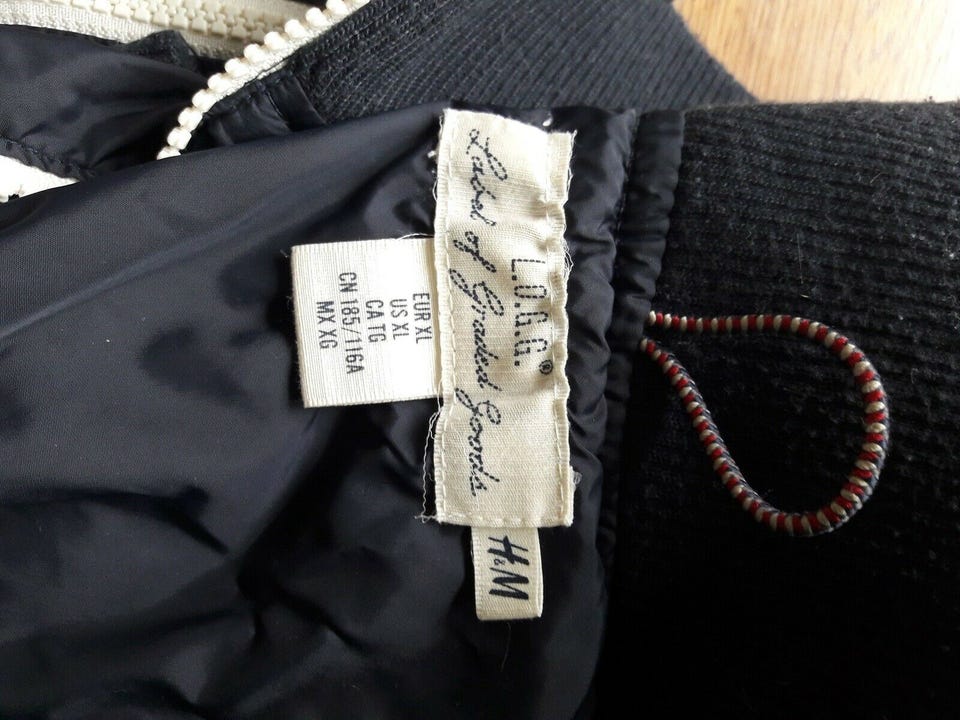 L.O.G.G.®
Label of Graded Goods
H&M
EUR XL
US XL
CA TG
CN 185/116A
MX XG